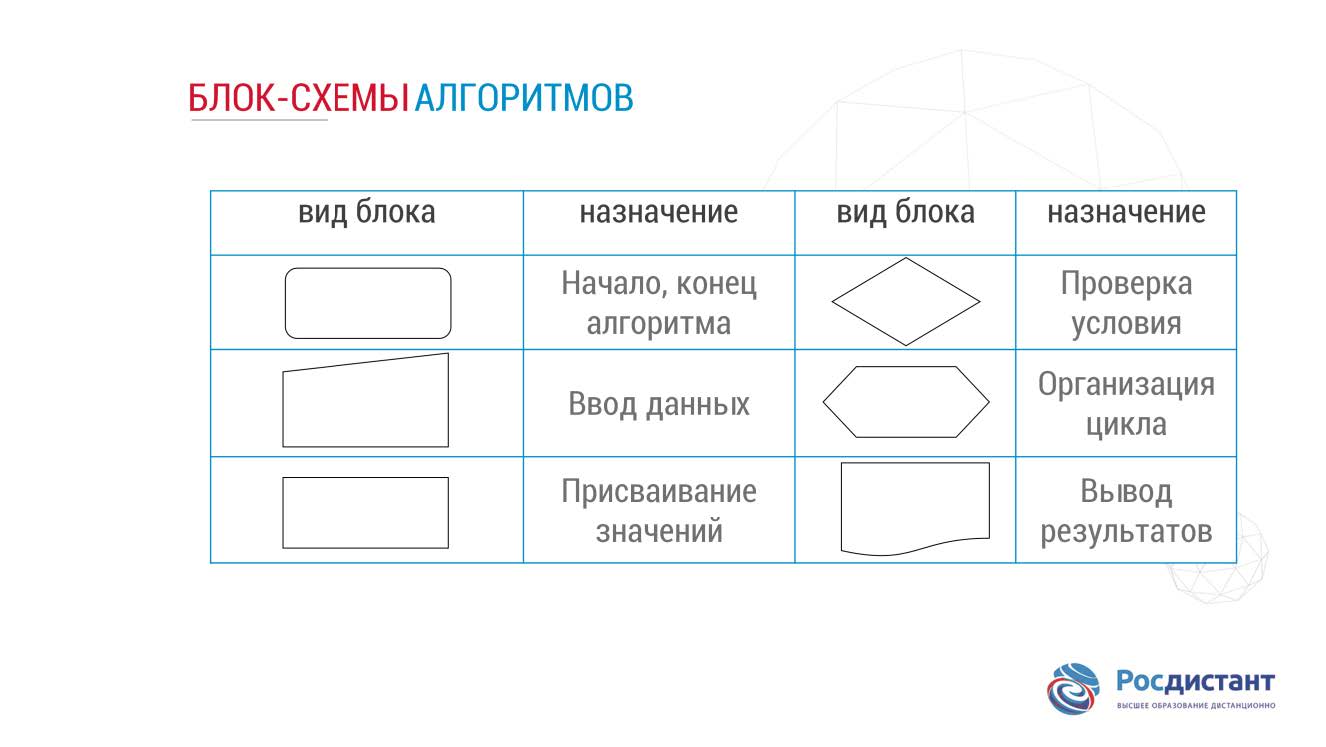 БЛОК-СХЕМЫ АЛГОРИТМОВ
вид блока назначение вид блока назначение
Начало, конец
алгоритма
Проверка
условия
Ввод данных
Организация
цикла
Присваивание
значений
Вывод
результатов
Росдистант
ВЫСШЕЕ ОБРАЗОВАНИЕ ДИСТАНЦИОННО